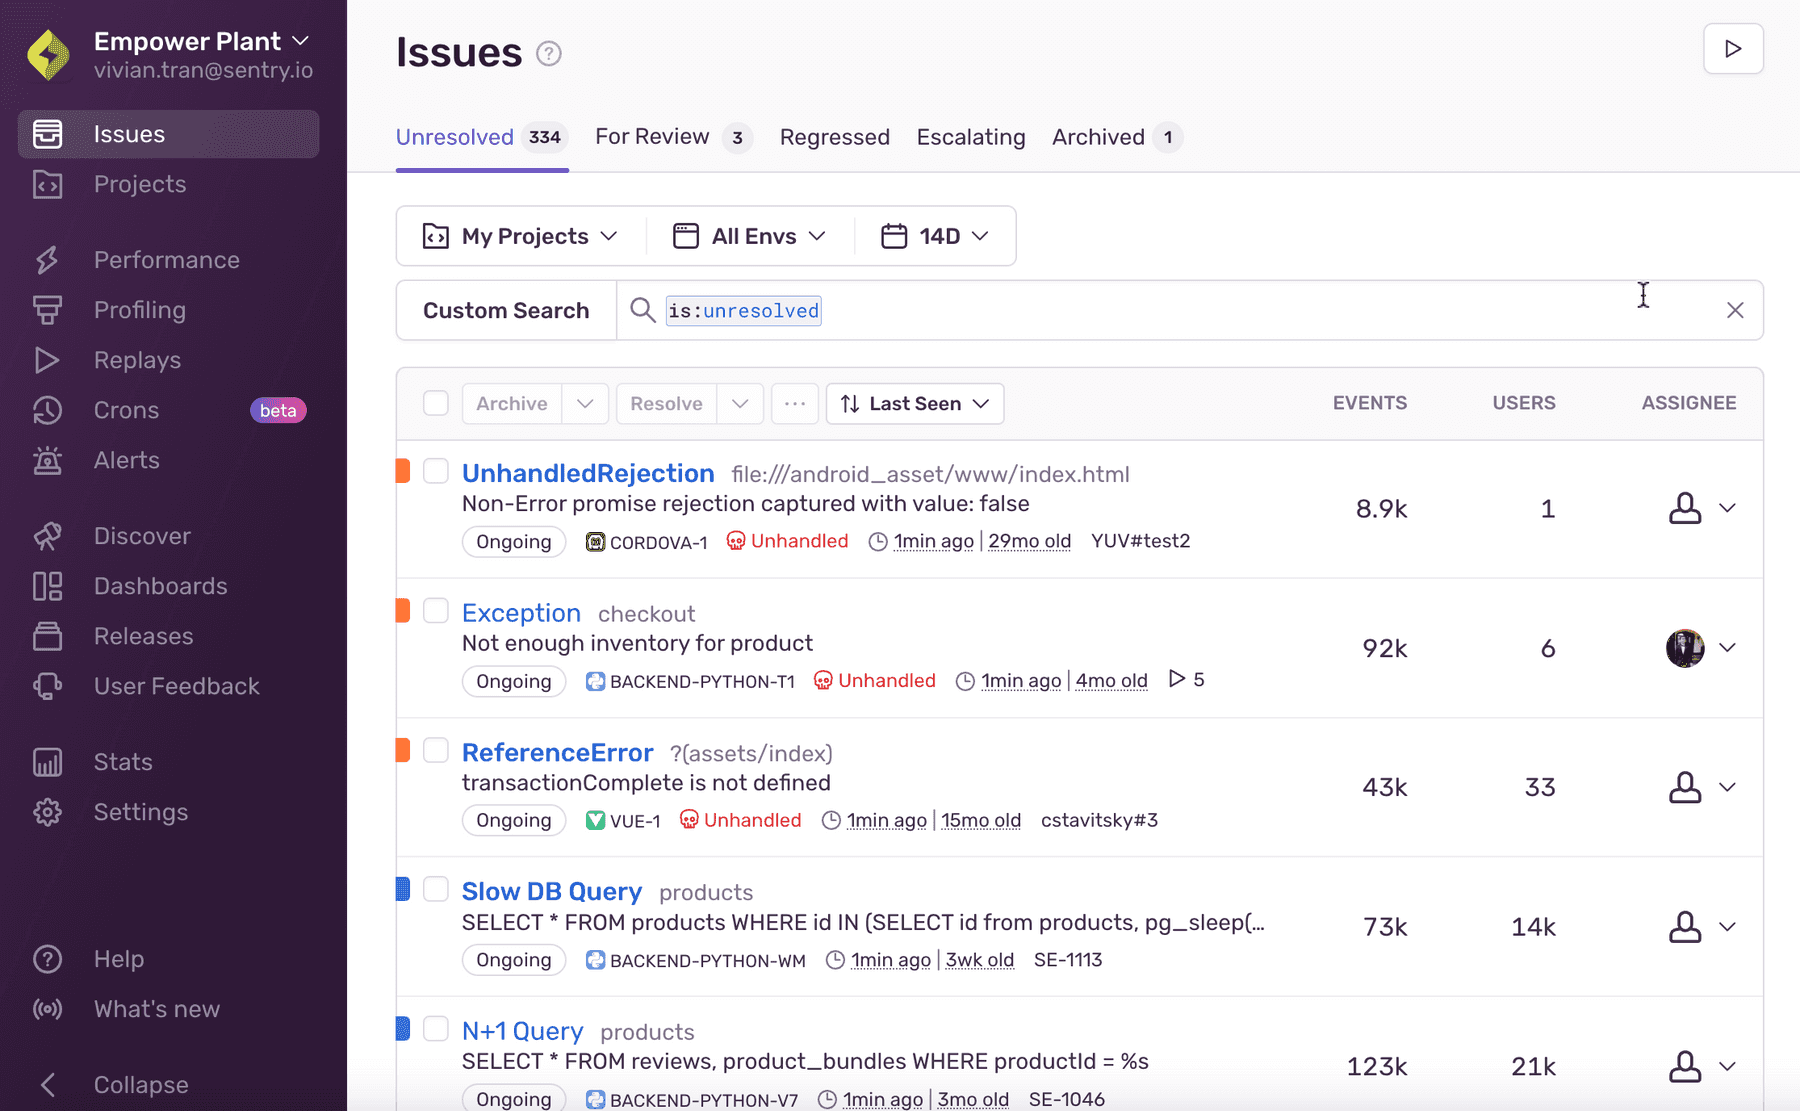 Empower Plant
vivian.tran@sentry.io
Issues
Projects
Performance
Profiling
Replays
Crons beta
Alerts
Discover
Dashboards
Releases
User Feedback
Stats
Settings
Help
What's new
Collapse
Issues ?
Unresolved 334 For Review 3 Regressed Escalating Archived 1
My Projects All Envs 14D
Custom Search is:unresolved
Archive Resolve ... Last Seen EVENTS USERS ASSIGNEE
UnhandledRejection file:///android_asset/www/index.html
Non-Error promise rejection captured with value: false
8.9k 1
Ongoing CORDOVA-1 Unhandled 1min ago | 29mo old YUV#test2
Exception checkout
Not enough inventory for product
92k 6
Ongoing BACKEND-PYTHON-T1 Unhandled 1min ago | 4mo old 5
ReferenceError ?(assets/index)
transactionComplete is not defined
43k 33
Ongoing VUE-1 Unhandled 1min ago | 15mo old cstavitsky#3
Slow DB Query products
SELECT * FROM products WHERE id IN (SELECT id from products, pg_sleep(...
73k 14k
Ongoing BACKEND-PYTHON-WM 1min ago | 3wk old SE-1113
N+1 Query products
SELECT * FROM reviews, product_bundles WHERE productId = %s
123k 21k
Ongoing BACKEND-PYTHON-V7 1min ago | 3mo old SE-1046